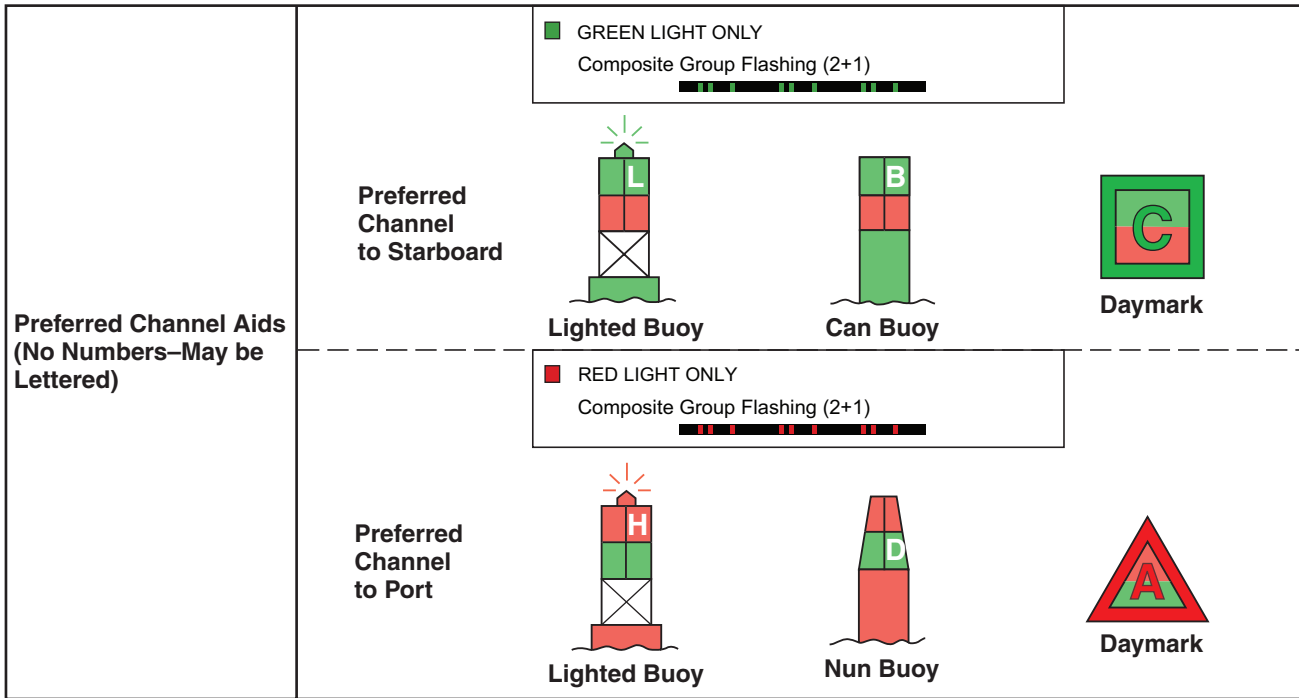 Preferred Channel Aids
(No Numbers–May be
Lettered)
GREEN LIGHT ONLY
Composite Group Flashing (2+1)
Preferred
Channel
to Starboard
L
B
C
Lighted Buoy
Can Buoy
Daymark
RED LIGHT ONLY
Composite Group Flashing (2+1)
Preferred
Channel
to Port
H
D
A
Lighted Buoy
Nun Buoy
Daymark